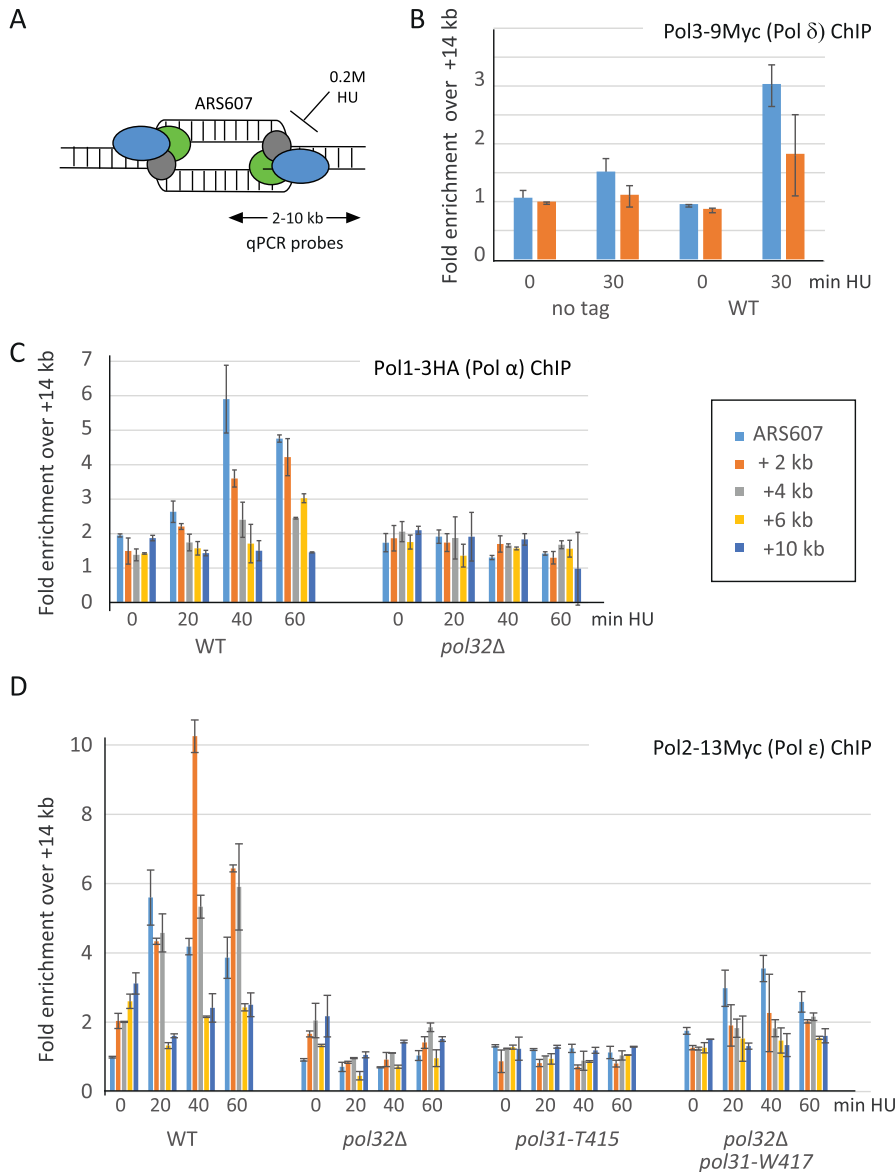 A
ARS607
0.2M
HU
2-10 kb
qPCR probes
B
Pol3-9Myc (Pol δ) ChIP
Fold enrichment over +14 kb
3
2
1
0
0 30 0 30 min HU
no tag WT
C
Pol1-3HA (Pol α) ChIP
Fold enrichment over +14 kb
7
6
5
4
3
2
1
0
0 20 40 60 0 20 40 60 min HU
WT pol32Δ
ARS607
+ 2 kb
+4 kb
+6 kb
+10 kb
D
Pol2-13Myc (Pol ε) ChIP
Fold enrichment over +14 kb
10
8
6
4
2
0
0 20 40 60 0 20 40 60 0 20 40 60 0 20 40 60 min HU
WT pol32Δ pol31-T415 pol32Δ
pol31-W417